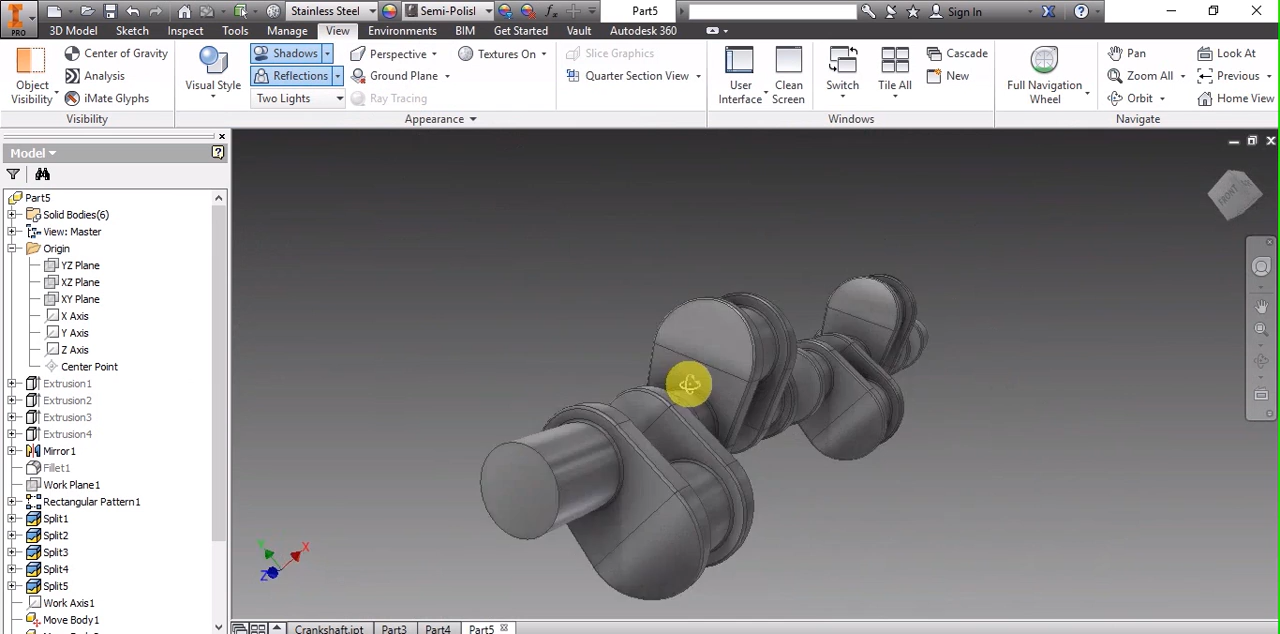 PRO
Stainless Steel
Semi-Polisl
Part5
Sign In
3D Model Sketch Inspect Tools Manage View Environments BIM Get Started Vault Autodesk 360
Object
Visibility
Center of Gravity
Analysis
iMate Glyphs
Visibility
Visual Style
Shadows
Reflections
Two Lights
Perspective
Ground Plane
Ray Tracing
Textures On
Appearance
Slice Graphics
Quarter Section View
User
Interface
Clean
Screen
Switch
Tile All
Cascade
New
Windows
Full Navigation
Wheel
Pan
Zoom All
Orbit
Look At
Previous
Home View
Navigate
Model
Part5
Solid Bodies(6)
View: Master
Origin
YZ Plane
XZ Plane
XY Plane
X Axis
Y Axis
Z Axis
Center Point
Extrusion1
Extrusion2
Extrusion3
Extrusion4
Mirror1
Fillet1
Work Plane1
Rectangular Pattern1
Split1
Split2
Split3
Split4
Split5
Work Axis1
Move Body1
FRONT
Y
X
Z
Crankshaft.ipt Part3 Part4 Part5